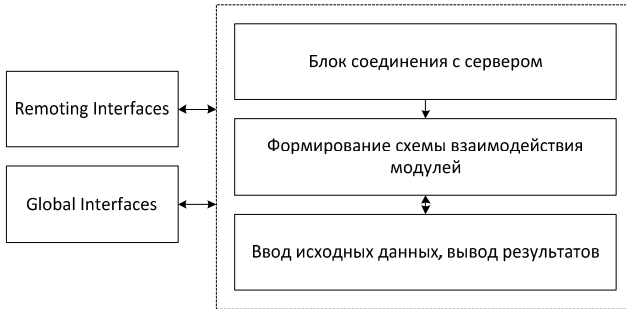 Блок соединения с сервером
Remoting Interfaces
Формирование схемы взаимодействия
модулей
Global Interfaces
Ввод исходных данных, вывод результатов